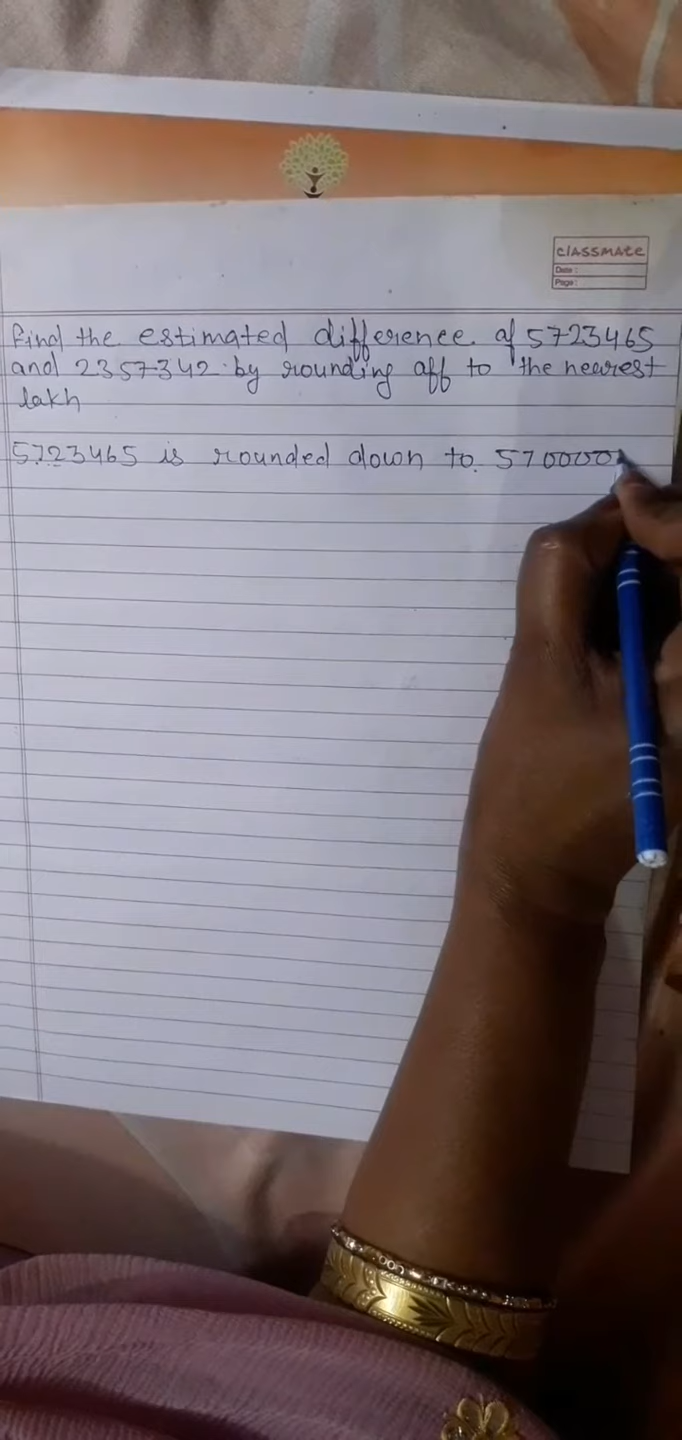 classmate
Date :
Page :
Find the estimated difference of 5723465
and 2357342 by rounding off to the nearest
lakh
5723465 is rounded down to 570000